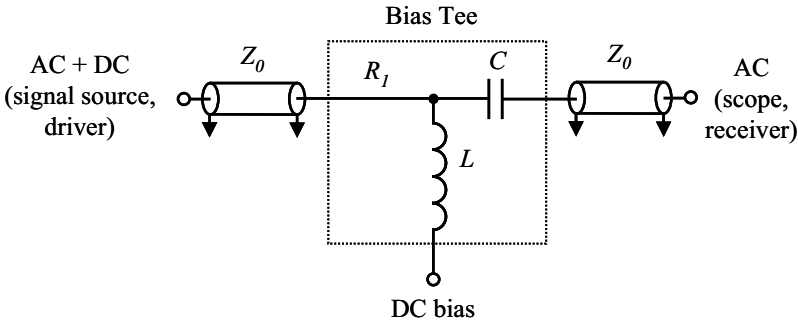 Bias Tee
AC + DC
(signal source,
driver)
Z0
R1
C
Z0
AC
(scope,
receiver)
L
DC bias